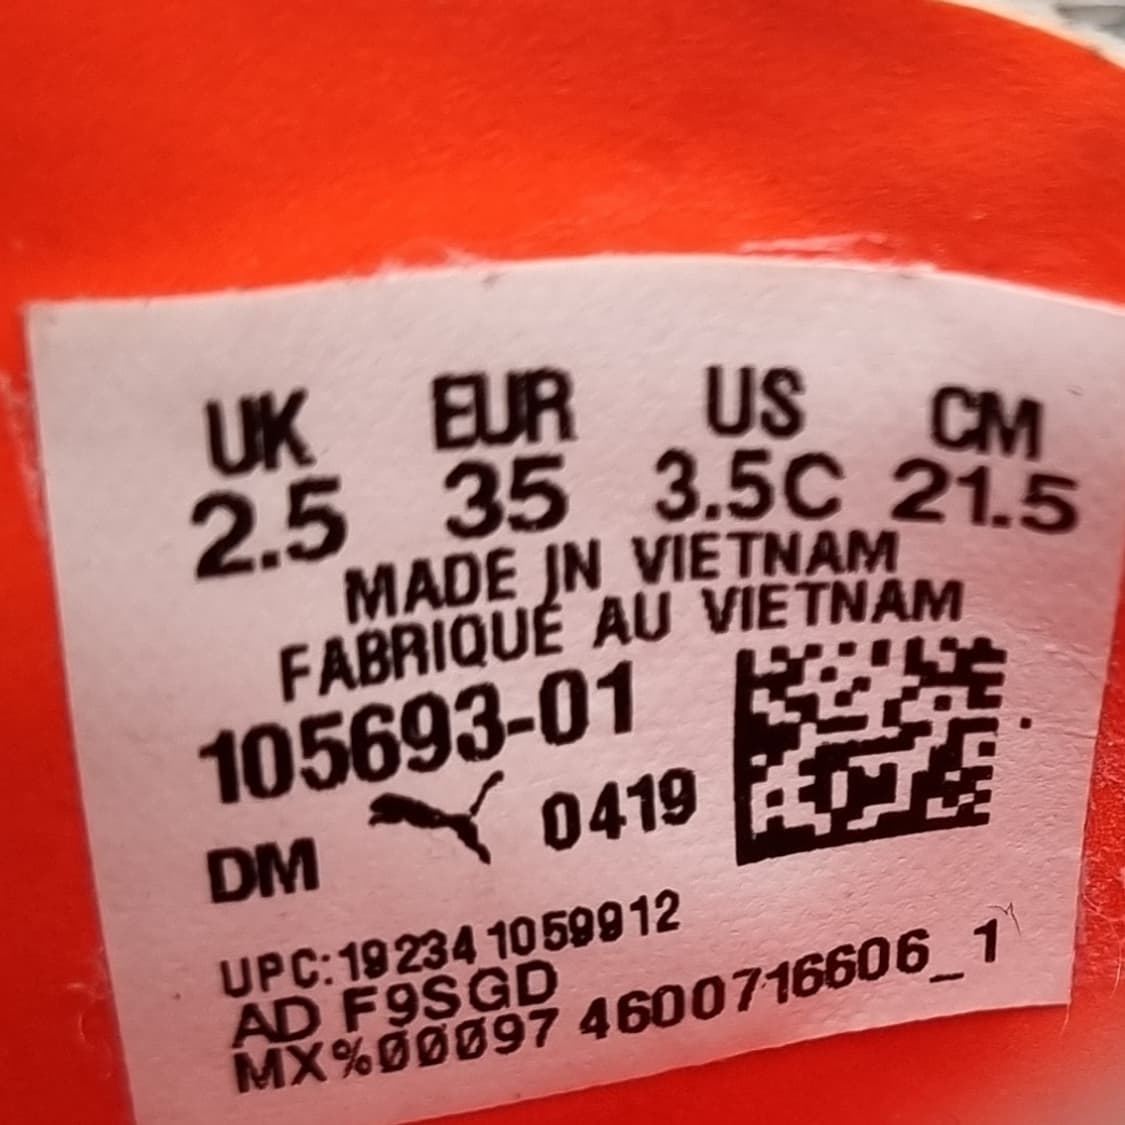 UK EUR US CM
2.5 35 3.5C 21.5
MADE IN VIETNAM
FABRIQUÉ AU VIETNAM
105693-01
DM 0419
UPC:192341059912
AD F9SGD
MX%00097 4600716606_1